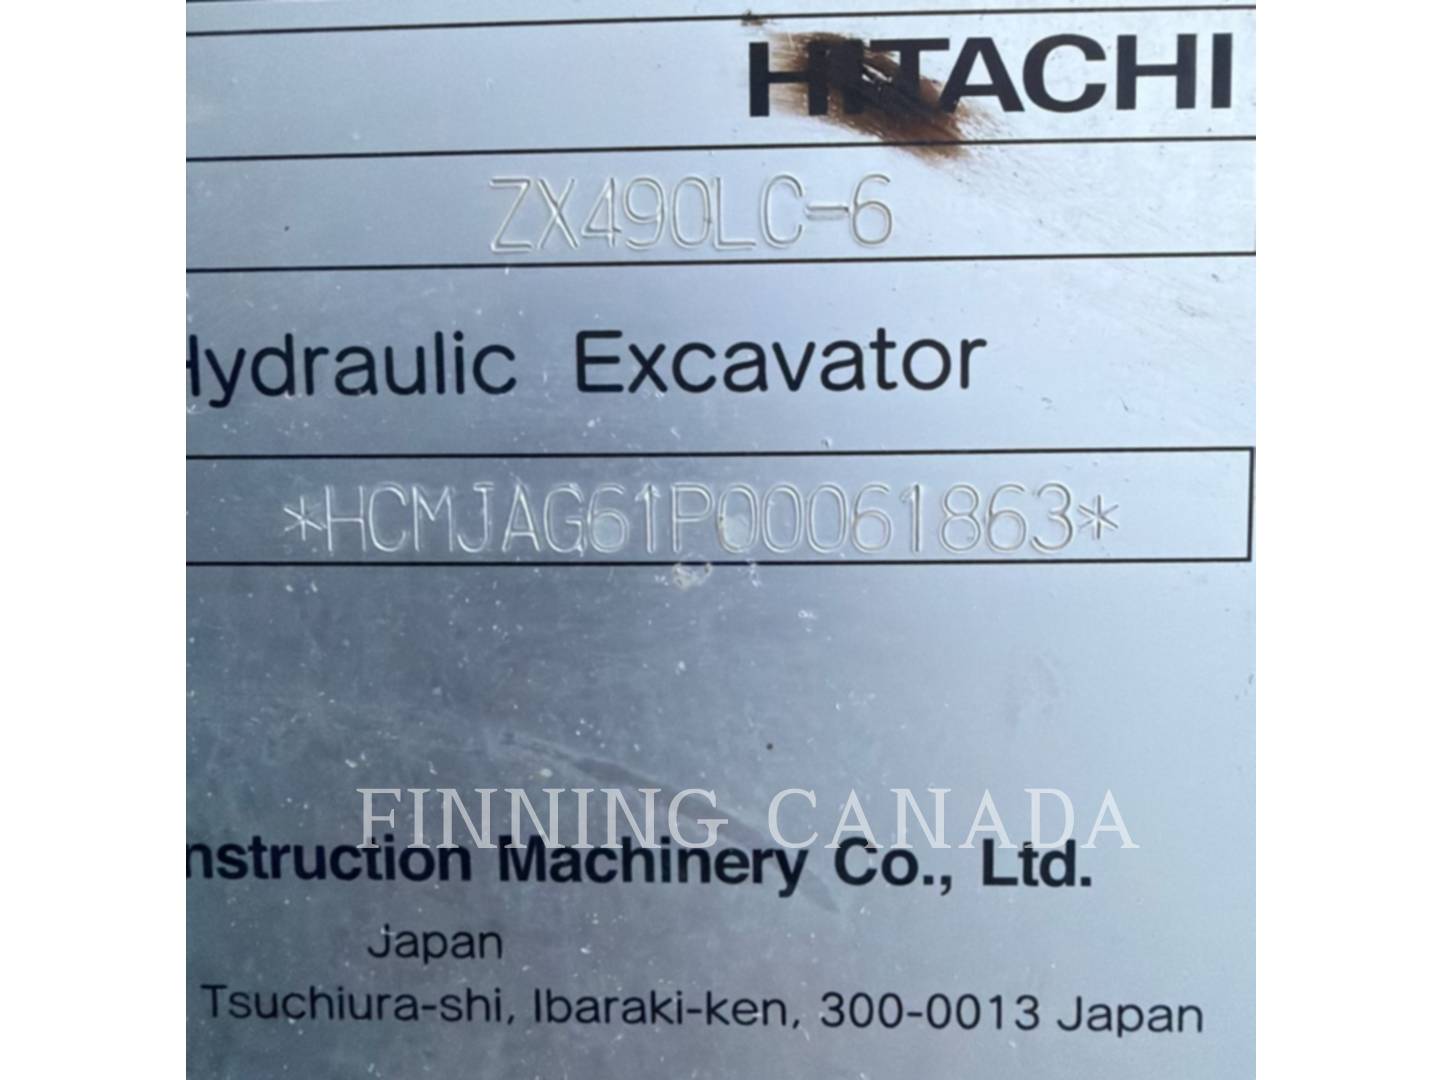 HITACHI
ZX490LC-6
Hydraulic Excavator
*HCMJAG61P00061863*
FINNING CANADA
nstruction Machinery Co., Ltd.
Japan
Tsuchiura-shi, Ibaraki-ken, 300-0013 Japan